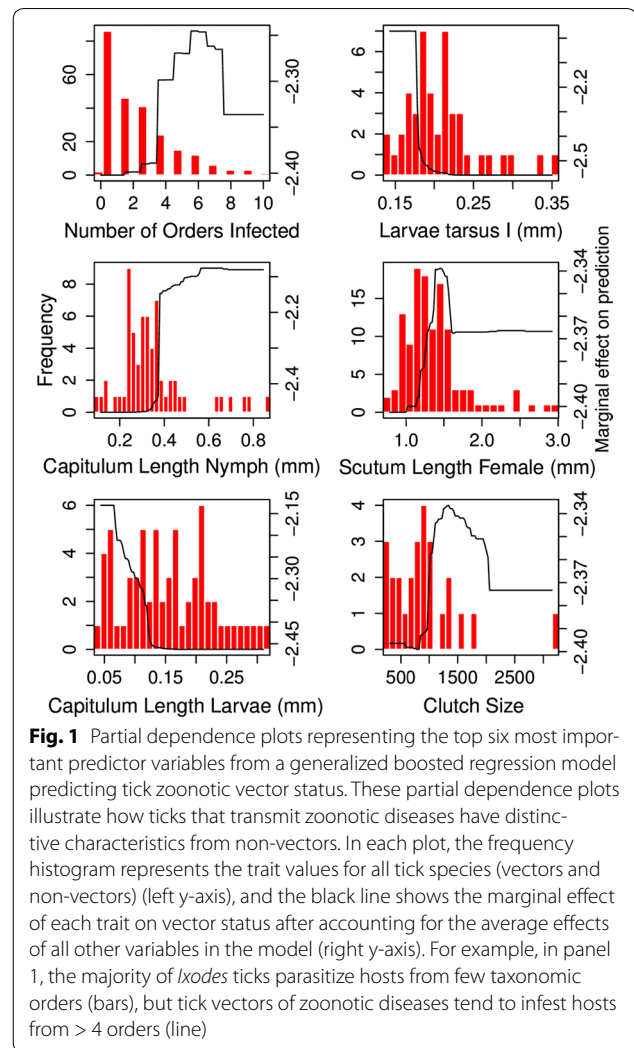 0 20 60
−2.40 −2.30
0 2 4 6 8 10
Number of Orders Infected
0 2 4 6
−2.5 −2.2
0.15 0.25 0.35
Larvae tarsus I (mm)
Frequency
0 2 4 6 8
−2.4 −2.2
0.2 0.4 0.6 0.8
Capitulum Length Nymph (mm)
0 5 10 15
−2.40 −2.37 −2.34
Marginal effect on prediction
1.0 2.0 3.0
Scutum Length Female (mm)
0 2 4 6
−2.45 −2.30 −2.15
0.05 0.15 0.25
Capitulum Length Larvae (mm)
0 1 2 3 4
−2.40 −2.37 −2.34
500 1500 2500
Clutch Size
Fig. 1 Partial dependence plots representing the top six most impor-
tant predictor variables from a generalized boosted regression model
predicting tick zoonotic vector status. These partial dependence plots
illustrate how ticks that transmit zoonotic diseases have distinc-
tive characteristics from non-vectors. In each plot, the frequency
histogram represents the trait values for all tick species (vectors and
non-vectors) (left y-axis), and the black line shows the marginal effect
of each trait on vector status after accounting for the average effects
of all other variables in the model (right y-axis). For example, in panel
1, the majority of Ixodes ticks parasitize hosts from few taxonomic
orders (bars), but tick vectors of zoonotic diseases tend to infest hosts
from > 4 orders (line)